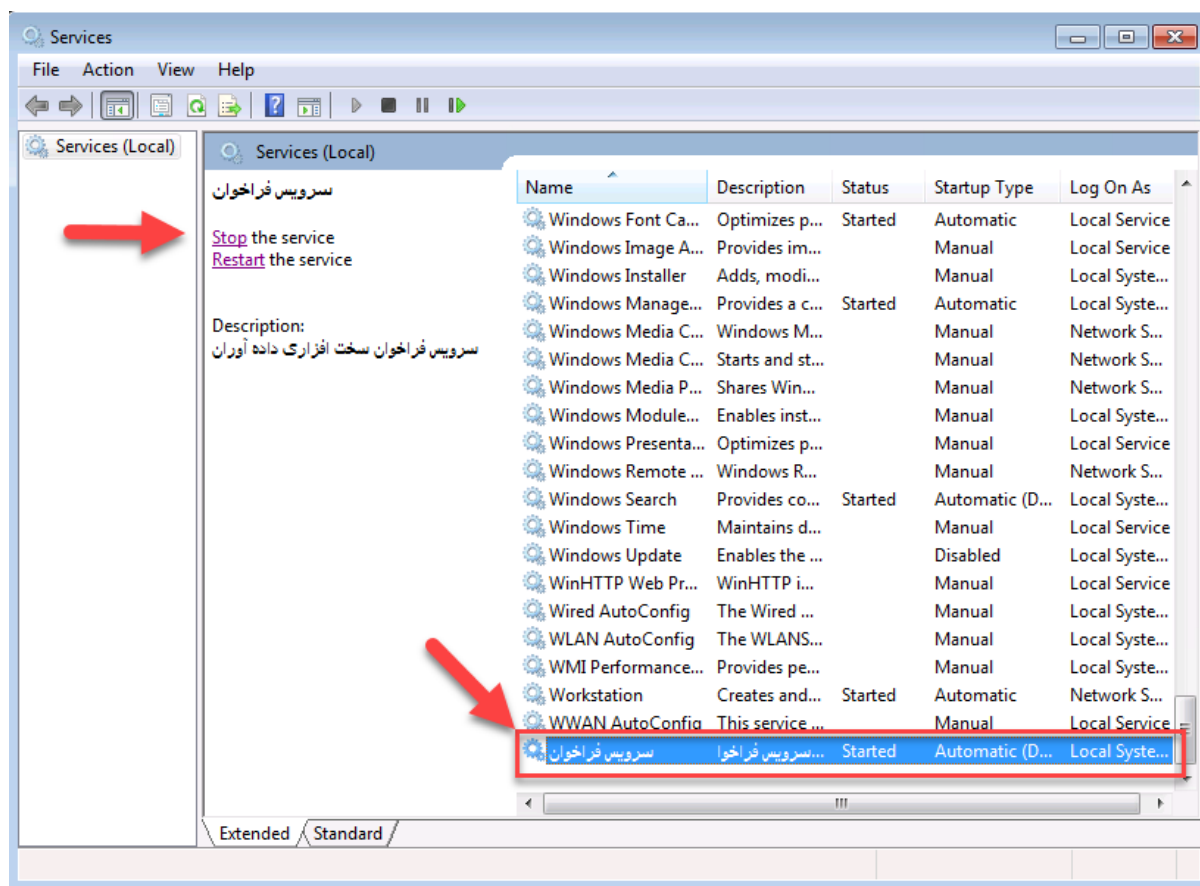 Services
File Action View Help
Services (Local)
Services (Local)
سرویس فراخوان
Stop the service
Restart the service
Description:
سرویس فراخوان سخت افزاری داده آوران
Name Description Status Startup Type Log On As
Windows Font Ca... Optimizes p... Started Automatic Local Service
Windows Image A... Provides im... Manual Local Service
Windows Installer Adds, modi... Manual Local Syste...
Windows Manage... Provides a c... Started Automatic Local Syste...
Windows Media C... Windows M... Manual Network S...
Windows Media C... Starts and st... Manual Network S...
Windows Media P... Shares Win... Manual Network S...
Windows Module... Enables inst... Manual Local Syste...
Windows Presenta... Optimizes p... Manual Local Service
Windows Remote ... Windows R... Manual Network S...
Windows Search Provides co... Started Automatic (D... Local Syste...
Windows Time Maintains d... Manual Local Service
Windows Update Enables the ... Disabled Local Syste...
WinHTTP Web Pr... WinHTTP i... Manual Local Service
Wired AutoConfig The Wired ... Manual Local Syste...
WLAN AutoConfig The WLANS... Manual Local Syste...
WMI Performance... Provides pe... Manual Local Syste...
Workstation Creates and... Started Automatic Network S...
WWAN AutoConfig This service ... Manual Local Service
سرویس فراخوان سرویس فراخوا... Started Automatic (D... Local Syste...
Extended Standard